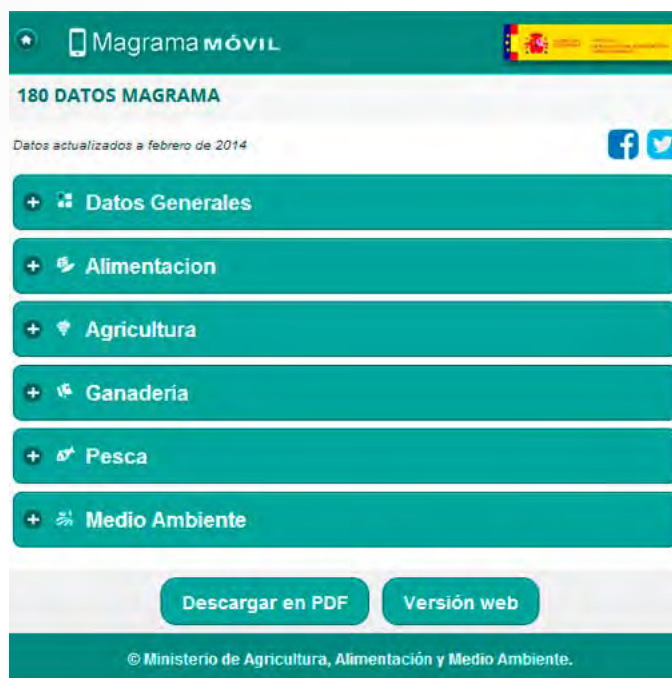 Magrama MÓVIL
180 DATOS MAGRAMA
Datos actualizados a febrero de 2014
Datos Generales
Alimentacion
Agricultura
Ganadería
Pesca
Medio Ambiente
Descargar en PDF
Versión web
© Ministerio de Agricultura, Alimentación y Medio Ambiente.